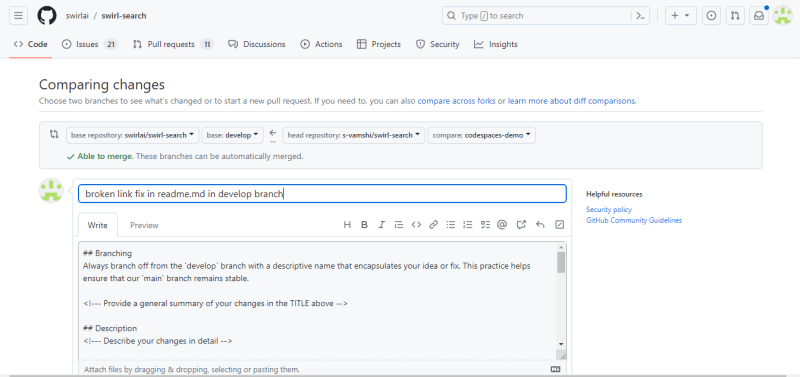 swirlai / swirl-search
Type / to search
Code Issues 21 Pull requests 11 Discussions Actions Projects Security Insights
Comparing changes
Choose two branches to see what's changed or to start a new pull request. If you need to, you can also compare across forks or learn more about diff comparisons.
base repository: swirlai/swirl-search base: develop head repository: s-vamshi/swirl-search compare: codespaces-demo
Able to merge. These branches can be automatically merged.
broken link fix in readme.md in develop branch
Write Preview
## Branching
Always branch off from the `develop` branch with a descriptive name that encapsulates your idea or fix. This practice helps
ensure that our `main` branch remains stable.
<!--- Provide a general summary of your changes in the TITLE above -->
## Description
<!--- Describe your changes in detail -->
Attach files by dragging & dropping, selecting or pasting them.
Helpful resources
Security policy
GitHub Community Guidelines